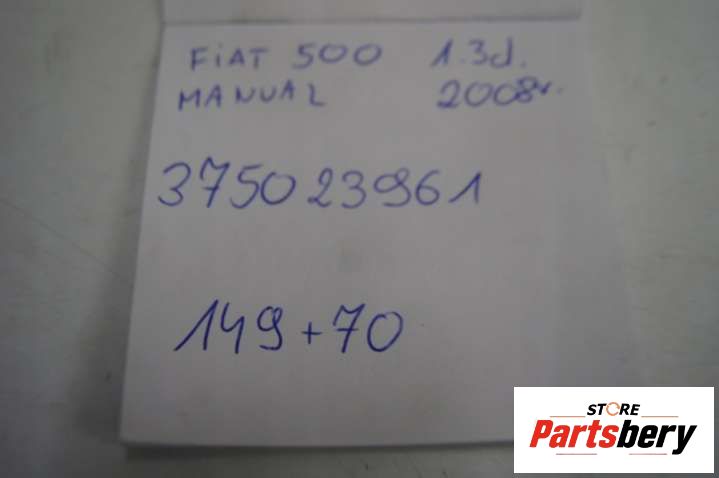 FiAT 500 1.3d.
MANUAL 2008r.
375023961
149+70
STORE
Partsbery